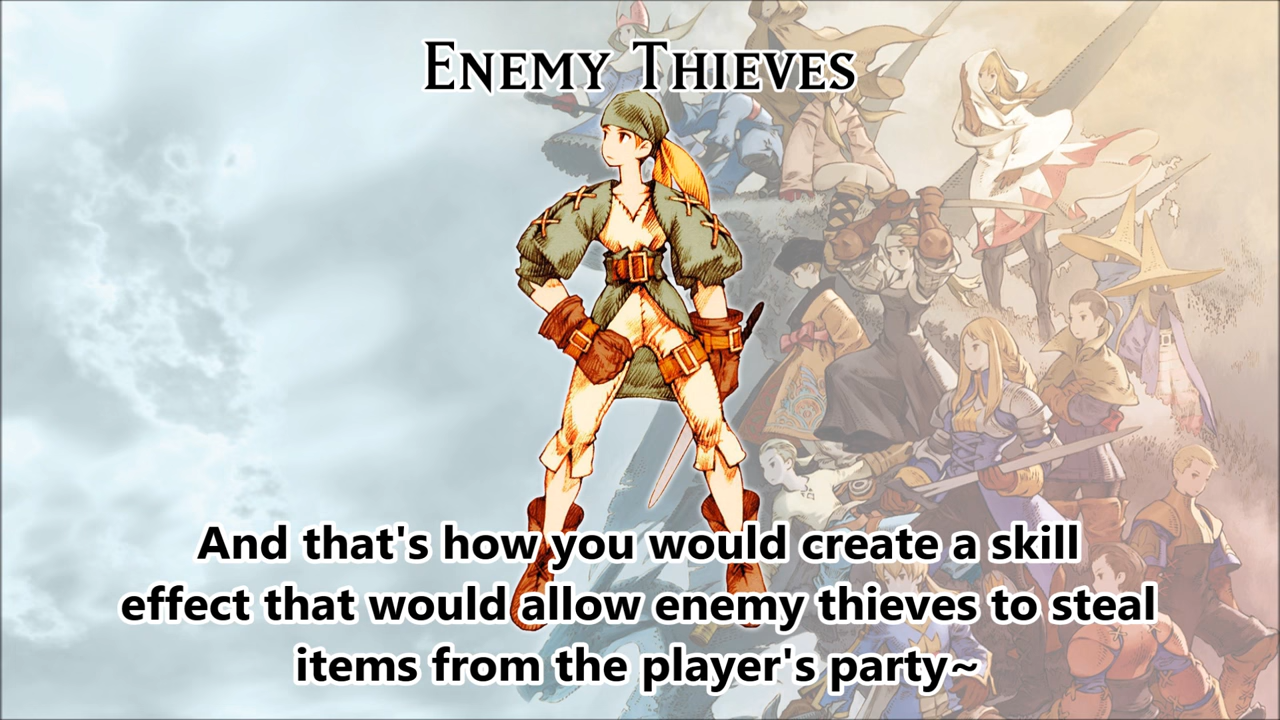 Enemy Thieves
And that's how you would create a skill
effect that would allow enemy thieves to steal
items from the player's party~